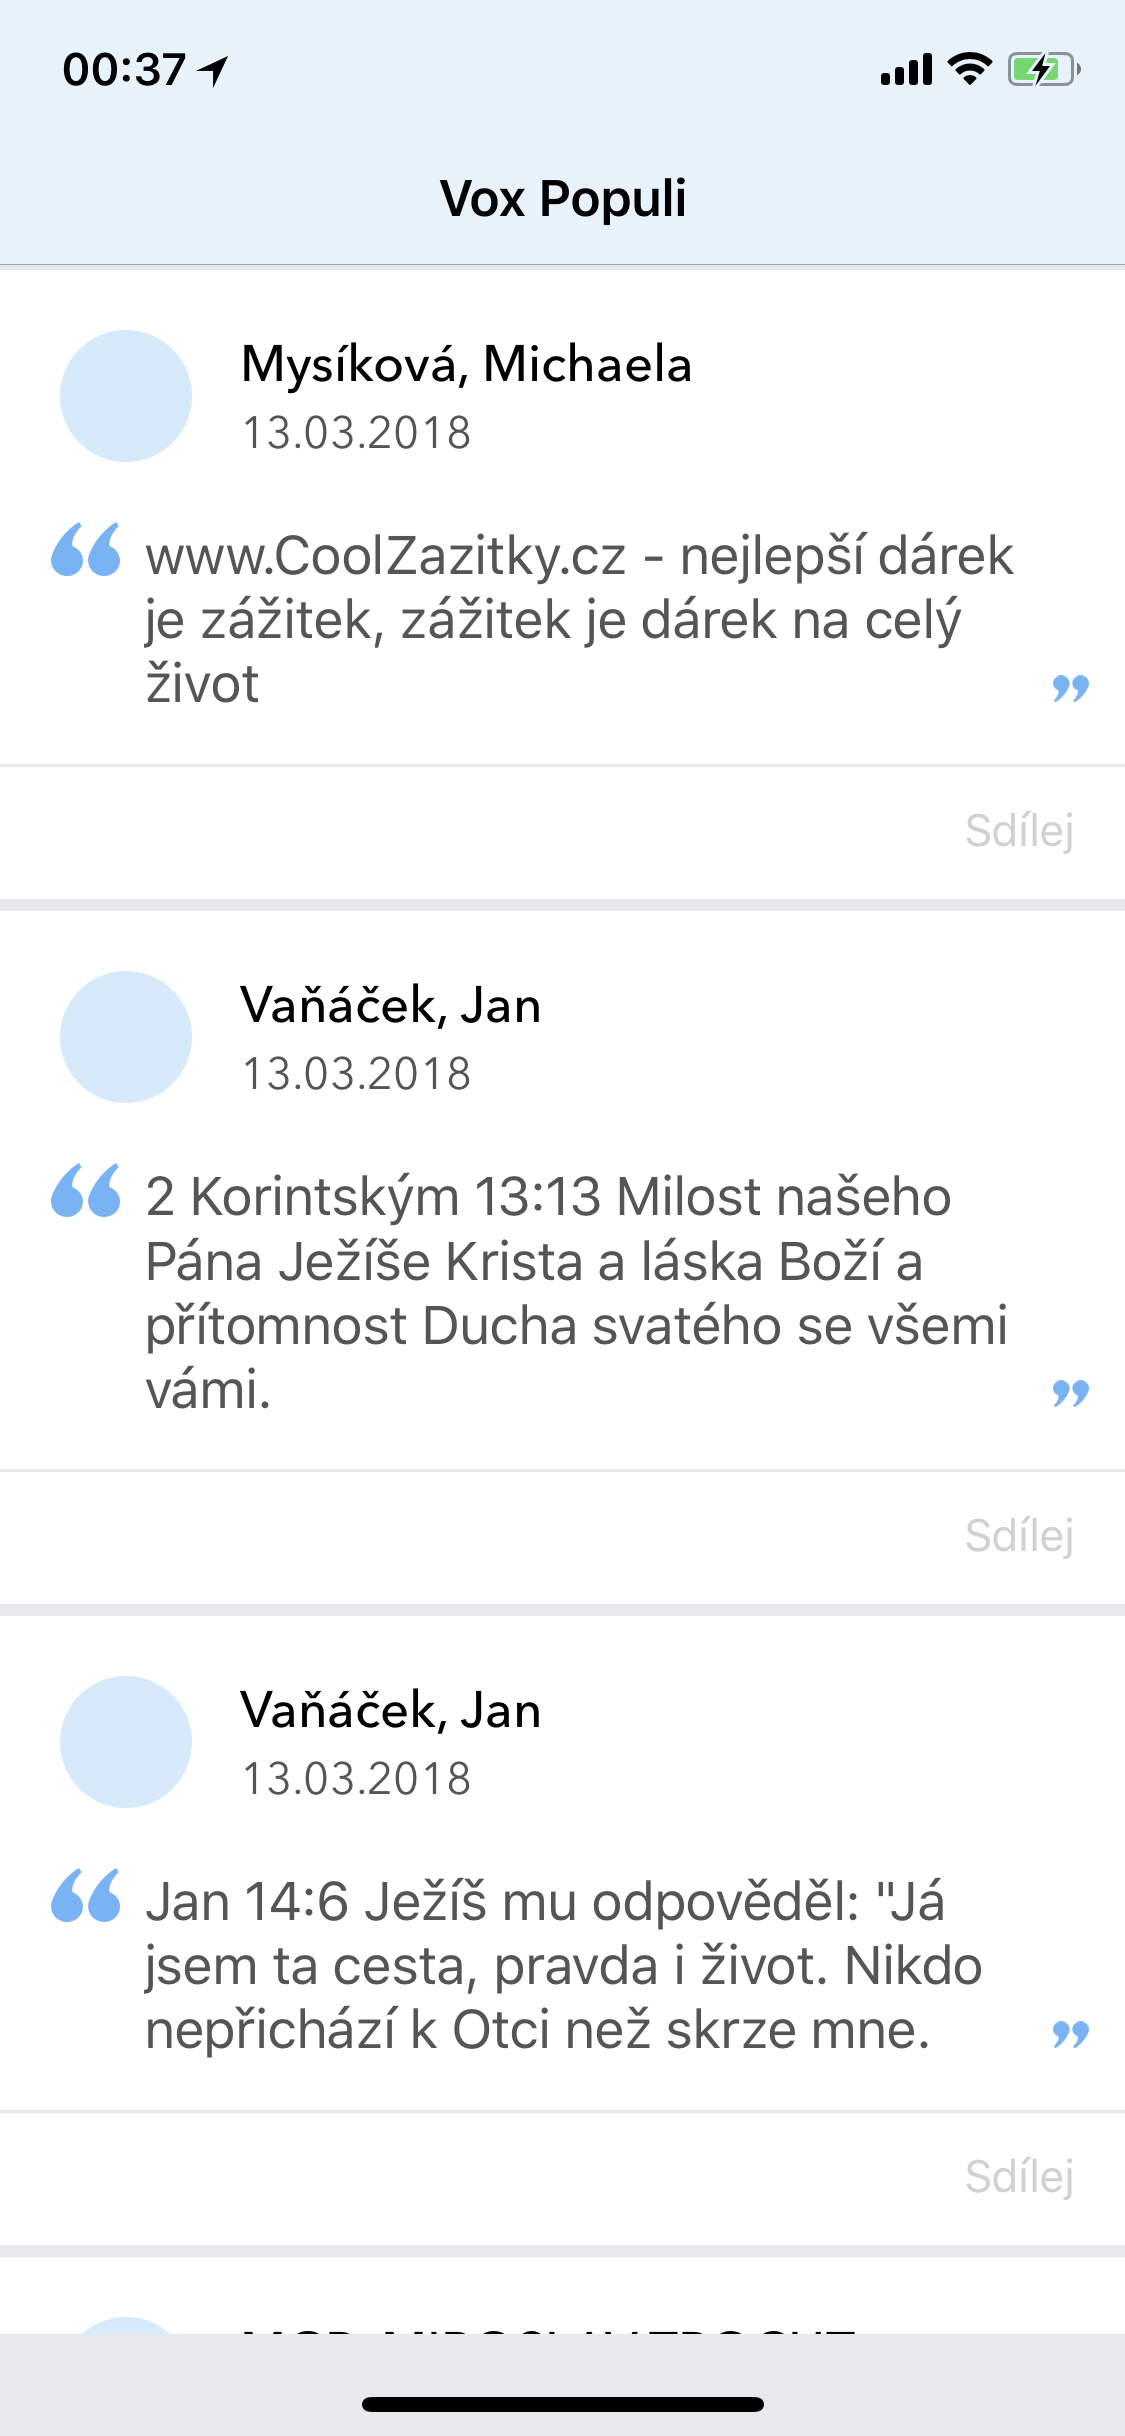 00:37
Vox Populi
Mysíková, Michaela
13.03.2018
www.CoolZazitky.cz - nejlepší dárek
je zážitek, zážitek je dárek na celý
život
Sdílej
Vaňáček, Jan
13.03.2018
2 Korintským 13:13 Milost našeho
Pána Ježíše Krista a láska Boží a
přítomnost Ducha svatého se všemi
vámi.
Sdílej
Vaňáček, Jan
13.03.2018
Jan 14:6 Ježíš mu odpověděl: "Já
jsem ta cesta, pravda i život. Nikdo
nepřichází k Otci než skrze mne.
Sdílej